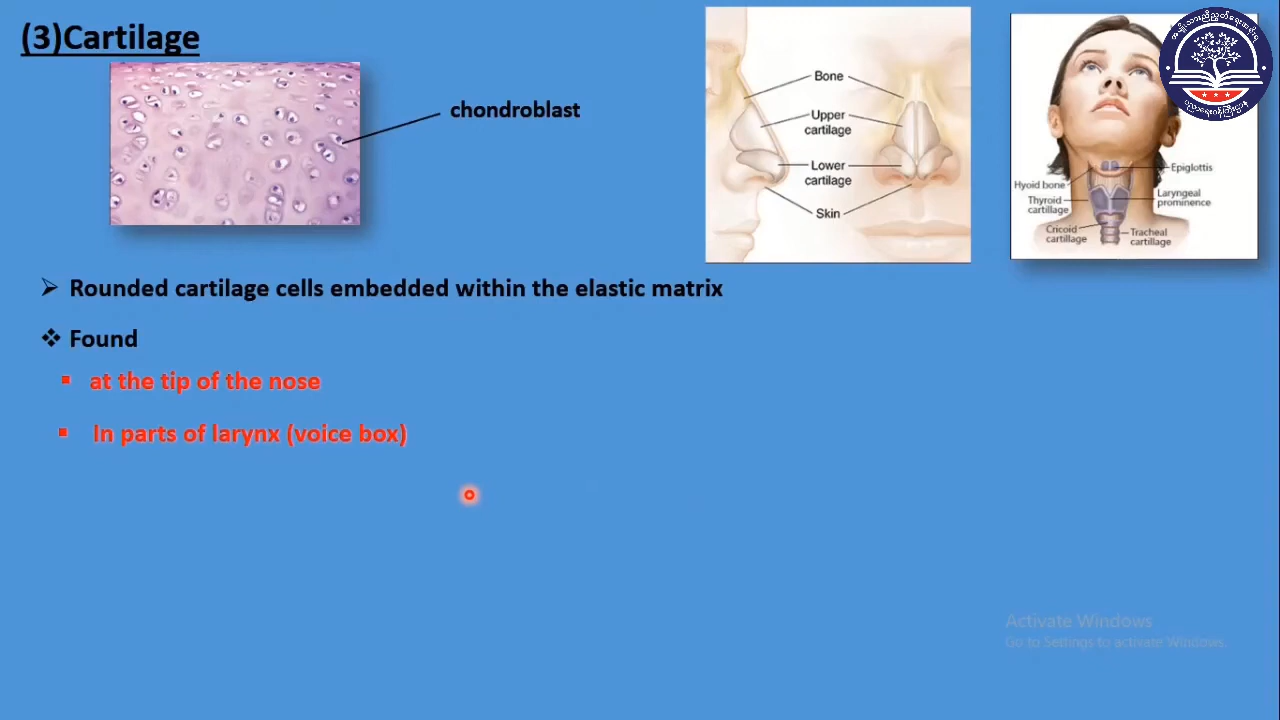 (3)Cartilage
chondroblast
Bone
Upper
cartilage
Lower
cartilage
Skin
Epiglottis
Hyoid bone
Thyroid
cartilage
Laryngeal
prominence
Cricoid
cartilage
Tracheal
cartilage
Rounded cartilage cells embedded within the elastic matrix
Found
at the tip of the nose
In parts of larynx (voice box)
Activate Windows
Go to Settings to activate Windows.